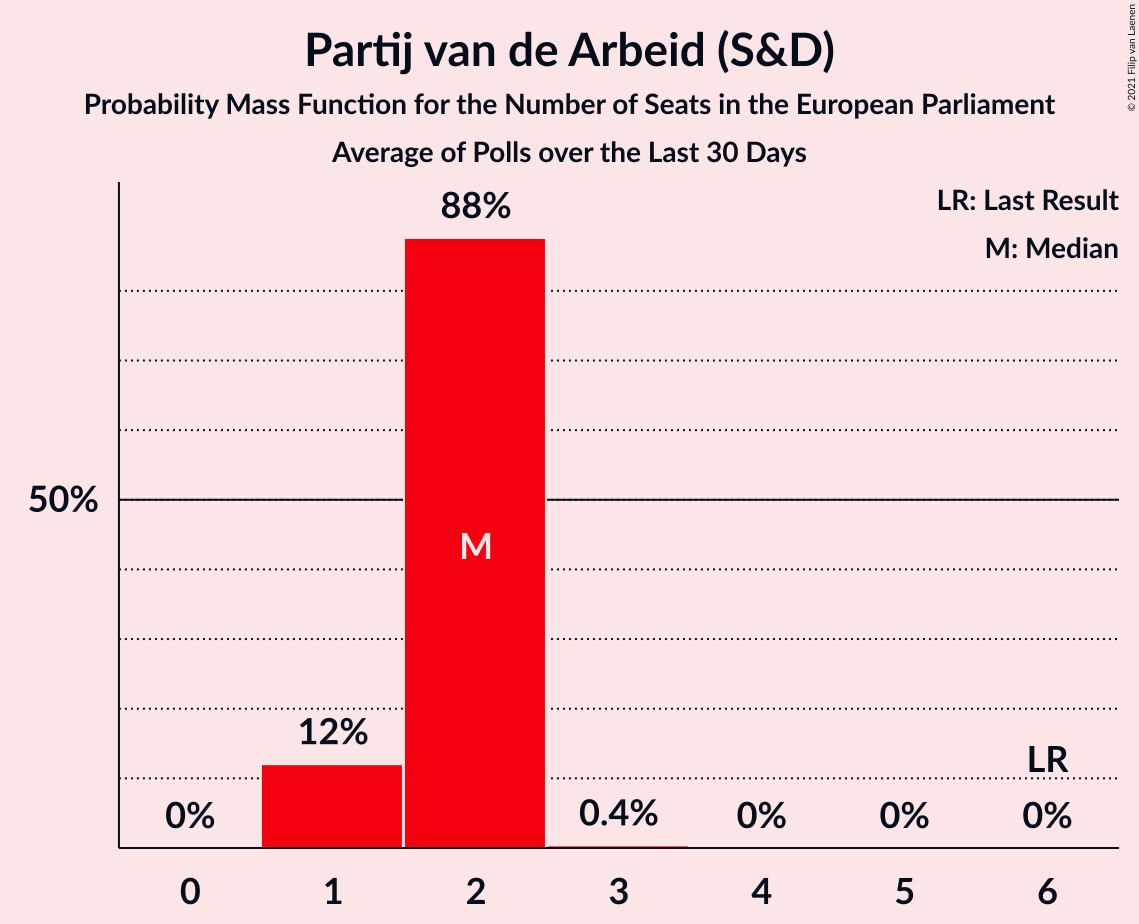 Partij van de Arbeid (S&D)
Probability Mass Function for the Number of Seats in the European Parliament
Average of Polls over the Last 30 Days
© 2021 Filip van Laenen
LR: Last Result
M: Median
88%
50%
M
12%
LR
0%
0.4%
0%
0%
0%
0 1 2 3 4 5 6